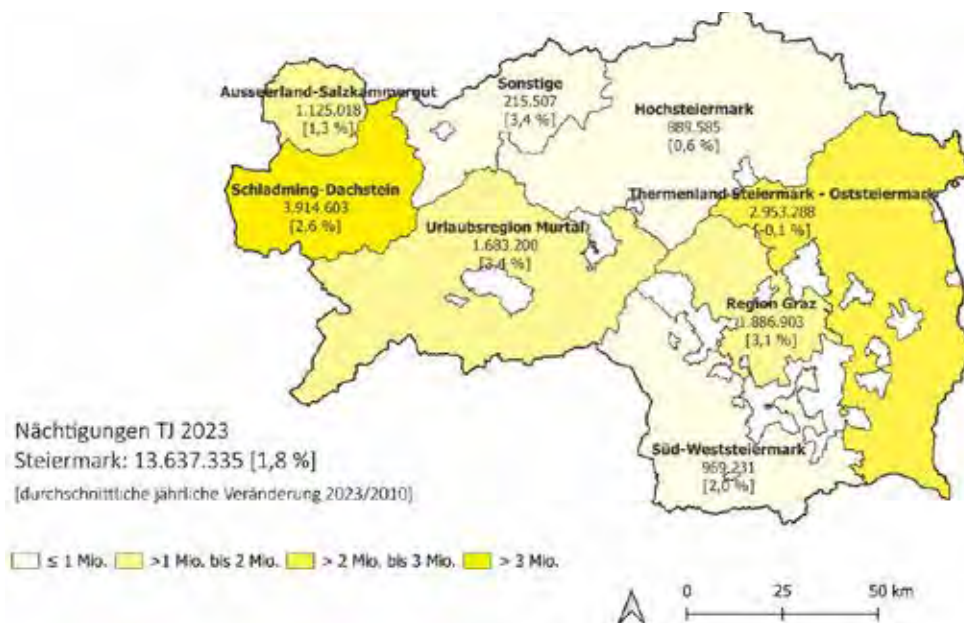 Ausseerland-Salzkammergut
1.125.018
[1,3 %]
Sonstige
215.507
[3,4 %]
Hochsteiermark
889.585
[0,6 %]
Schladming-Dachstein
3.914.603
[2,6 %]
Thermenland-Steiermark - Oststeiermark
2.953.288
[-0,1 %]
Urlaubsregion Murtal
1.683.200
[3,4 %]
Region Graz
1.886.903
[3,1 %]
Süd-Weststeiermark
969.231
[2,0 %]
Nächtigungen TJ 2023
Steiermark: 13.637.335 [1,8 %]
[durchschnittliche jährliche Veränderung 2023/2010]
≤ 1 Mio. >1 Mio. bis 2 Mio. > 2 Mio. bis 3 Mio. > 3 Mio.
0 25 50 km